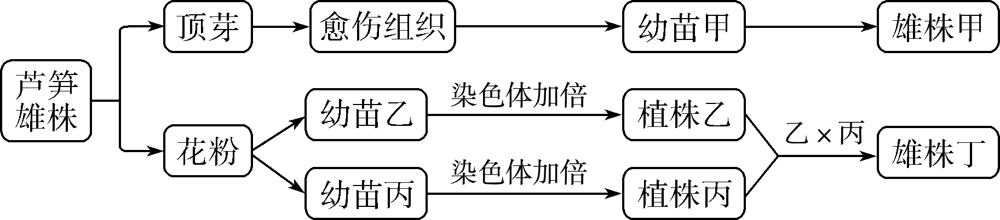 顶芽
愈伤组织
幼苗甲
雄株甲
芦笋
雄株
花粉
幼苗乙
染色体加倍
植株乙
幼苗丙
染色体加倍
植株丙
乙×丙
雄株丁